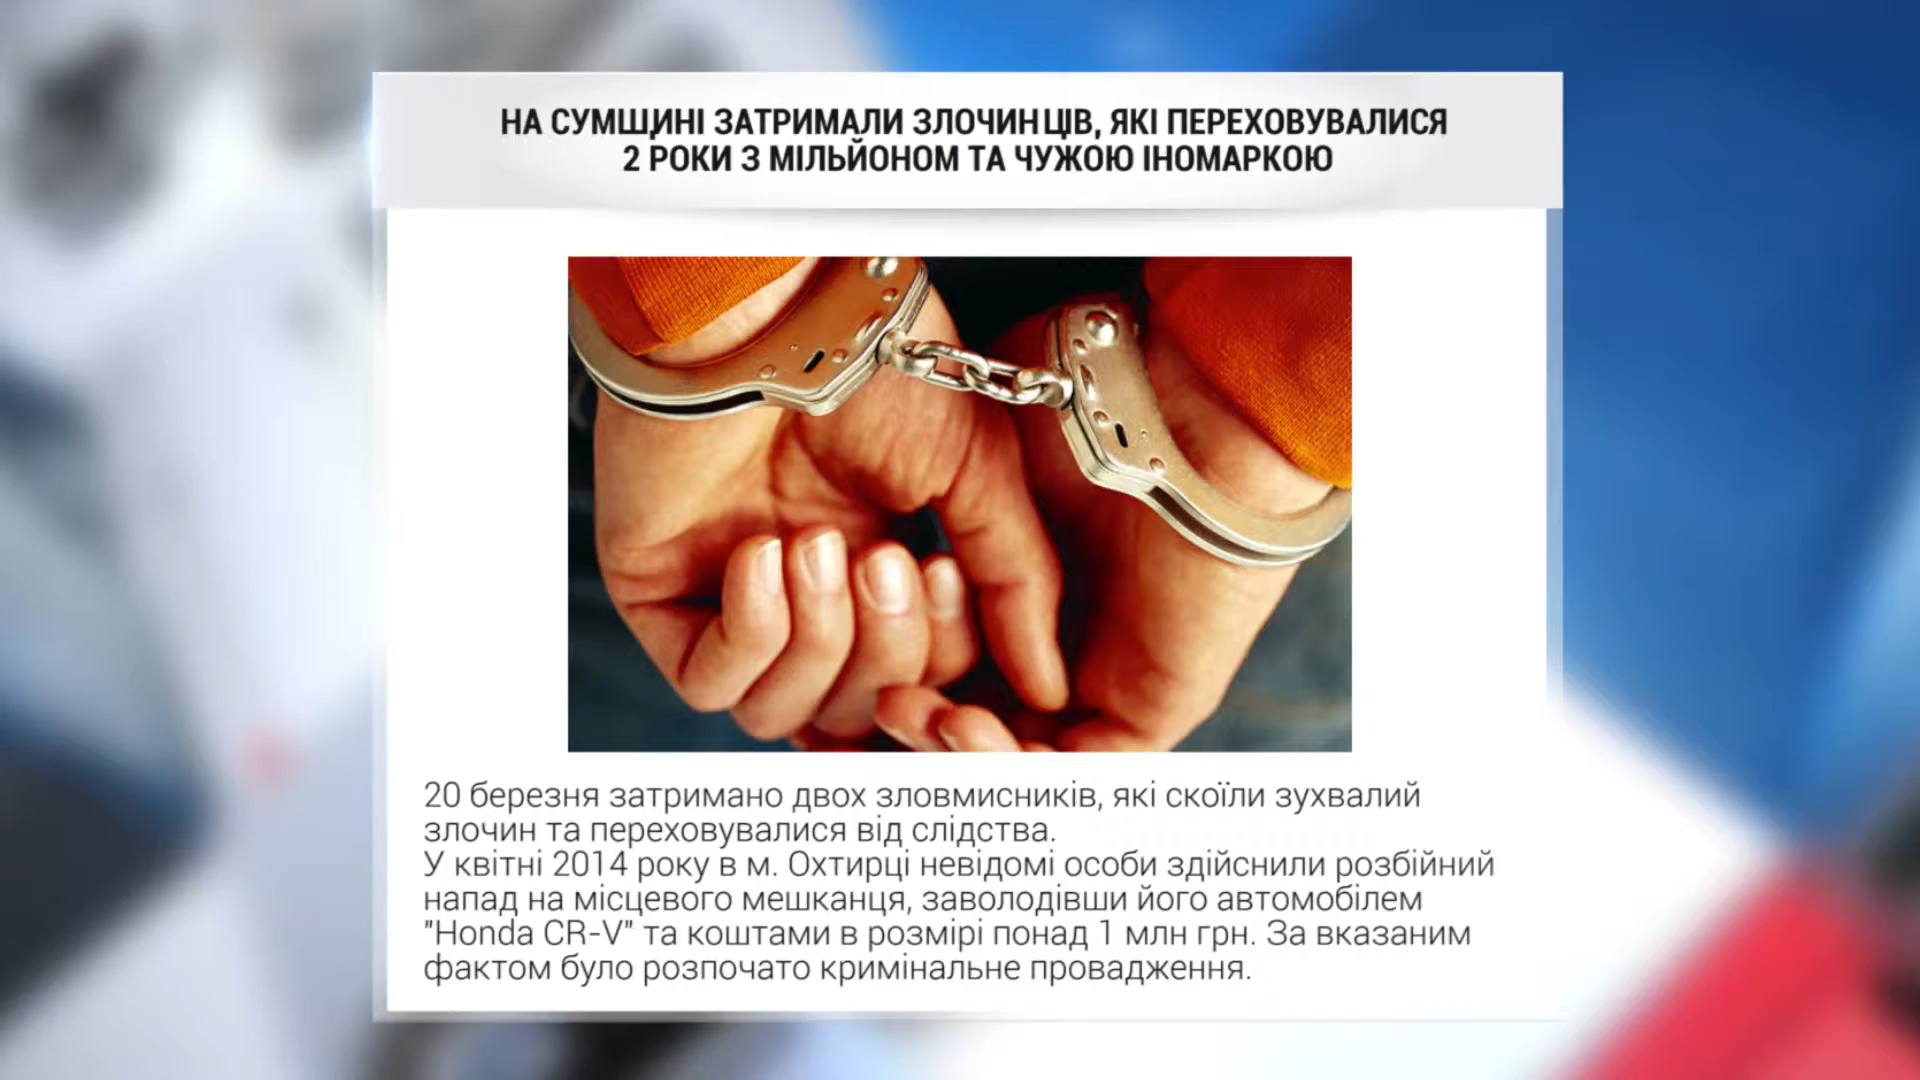 НА СУМЩИНІ ЗАТРИМАЛИ ЗЛОЧИНЦІВ, ЯКІ ПЕРЕХОВУВАЛИСЯ
2 РОКИ З МІЛЬЙОНОМ ТА ЧУЖОЮ ІНОМАРКОЮ
20 березня затримано двох зловмисників, які скоїли зухвалий
злочин та переховувалися від слідства.
У квітні 2014 року в м. Охтирці невідомі особи здійснили розбійний
напад на місцевого мешканця, заволодівши його автомобілем
"Honda CR-V" та коштами в розмірі понад 1 млн грн. За вказаним
фактом було розпочато кримінальне провадження.